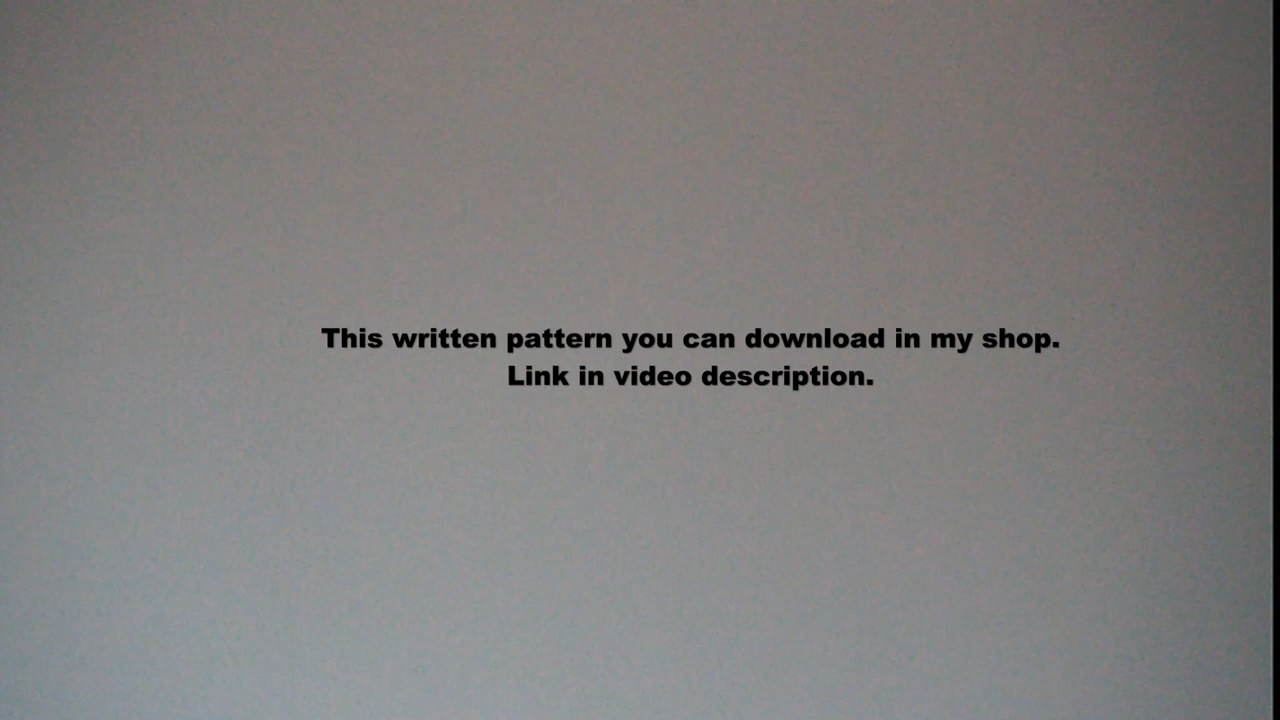 This written pattern you can download in my shop.
Link in video description.